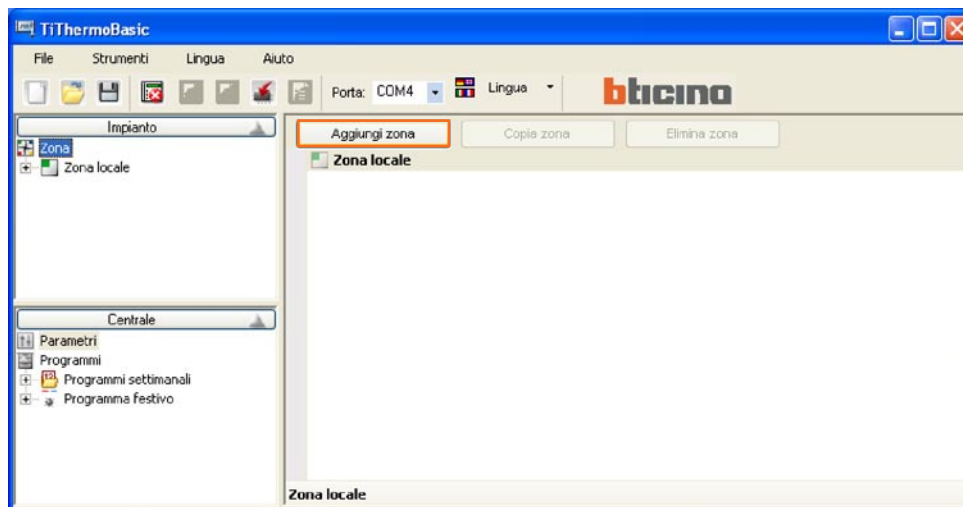 TiThermoBasic
File Strumenti Lingua Aiuto
Porta: COM4 Lingua bticino
Impianto
Zona
Zona locale
Aggiungi zona Copia zona Elimina zona
Zona locale
Centrale
Parametri
Programmi
Programmi settimanali
Programma festivo
Zona locale